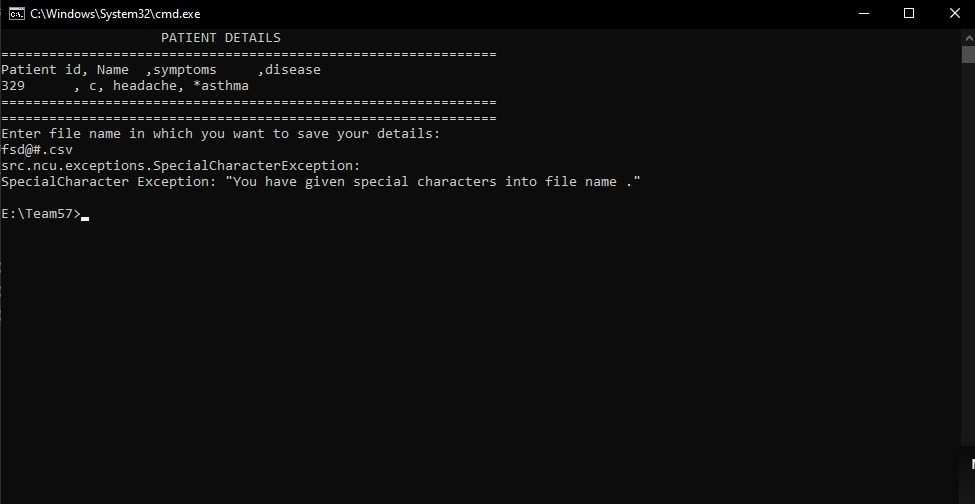 C:\Windows\System32\cmd.exe
PATIENT DETAILS
==============================================================
Patient id, Name  ,symptoms     ,disease
329      , c, headache, *asthma
==============================================================
==============================================================
Enter file name in which you want to save your details:
fsd@#.csv
src.ncu.exceptions.SpecialCharacterException:
SpecialCharacter Exception: "You have given special characters into file name ."
E:\Team57>